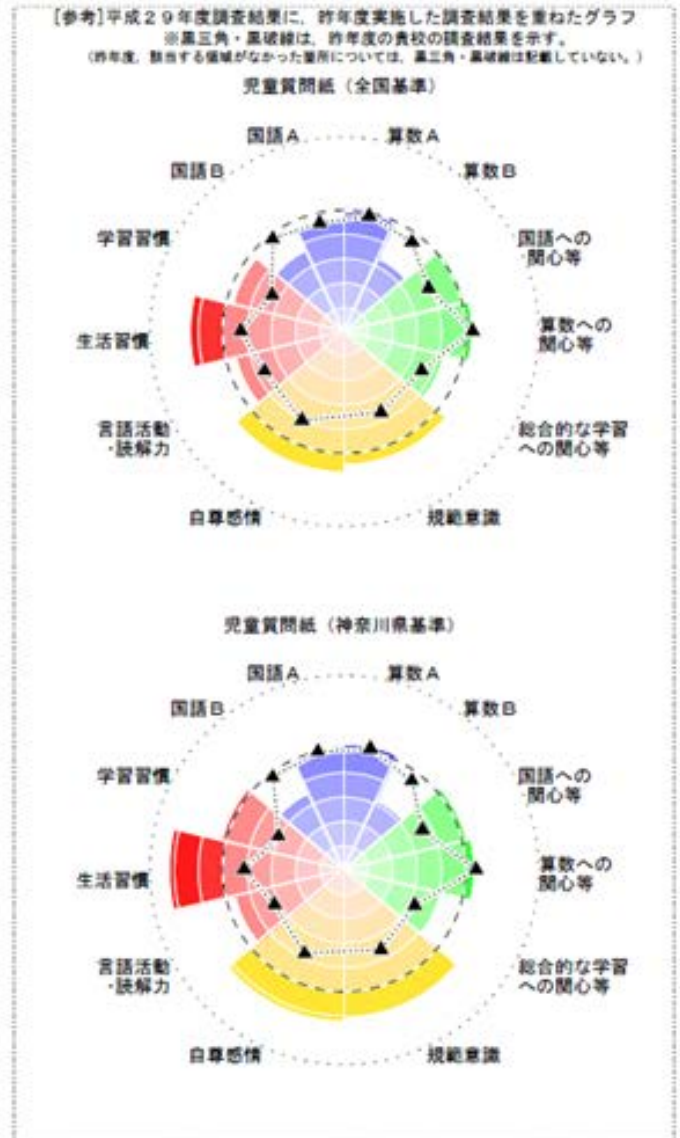 [参考]平成２９年度調査結果に、昨年度実施した調査結果を重ねたグラフ
※黒三角・黒破線は、昨年度の貴校の調査結果を示す。
（昨年度、該当する領域がなかった箇所については、黒三角・黒破線は記載していない。）
児童質問紙（全国基準）
国語Ａ
算数Ａ
国語Ｂ
算数Ｂ
学習習慣
国語への
関心等
生活習慣
算数への
関心等
言語活動
・読解力
総合的な学習
への関心等
自尊感情
規範意識
児童質問紙（神奈川県基準）
国語Ａ
算数Ａ
国語Ｂ
算数Ｂ
学習習慣
国語への
関心等
生活習慣
算数への
関心等
言語活動
・読解力
総合的な学習
への関心等
自尊感情
規範意識